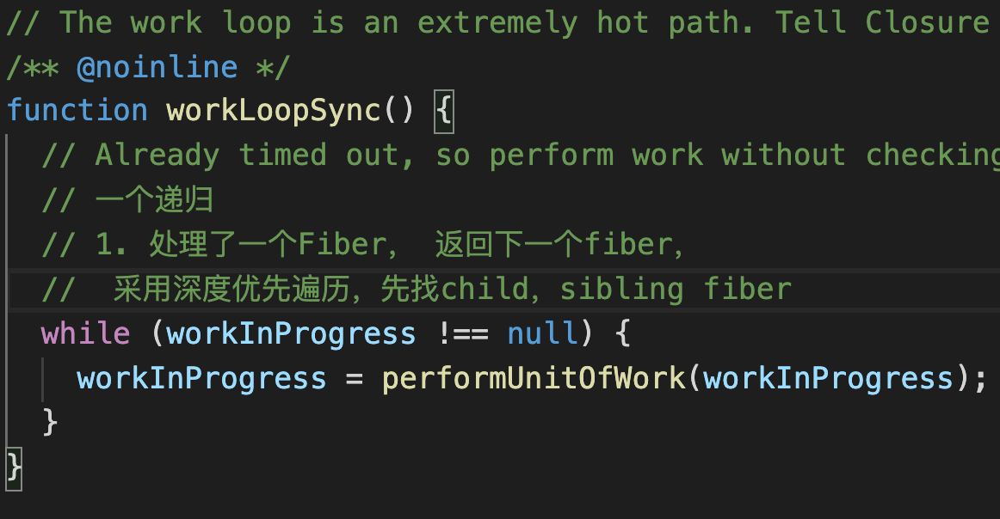 // The work loop is an extremely hot path. Tell Closure
/** @noinline */
function workLoopSync() {
// Already timed out, so perform work without checking
// 一个递归
// 1. 处理了一个Fiber， 返回下一个fiber，
//  采用深度优先遍历，先找child，sibling fiber
while (workInProgress !== null) {
workInProgress = performUnitOfWork(workInProgress);
}
}